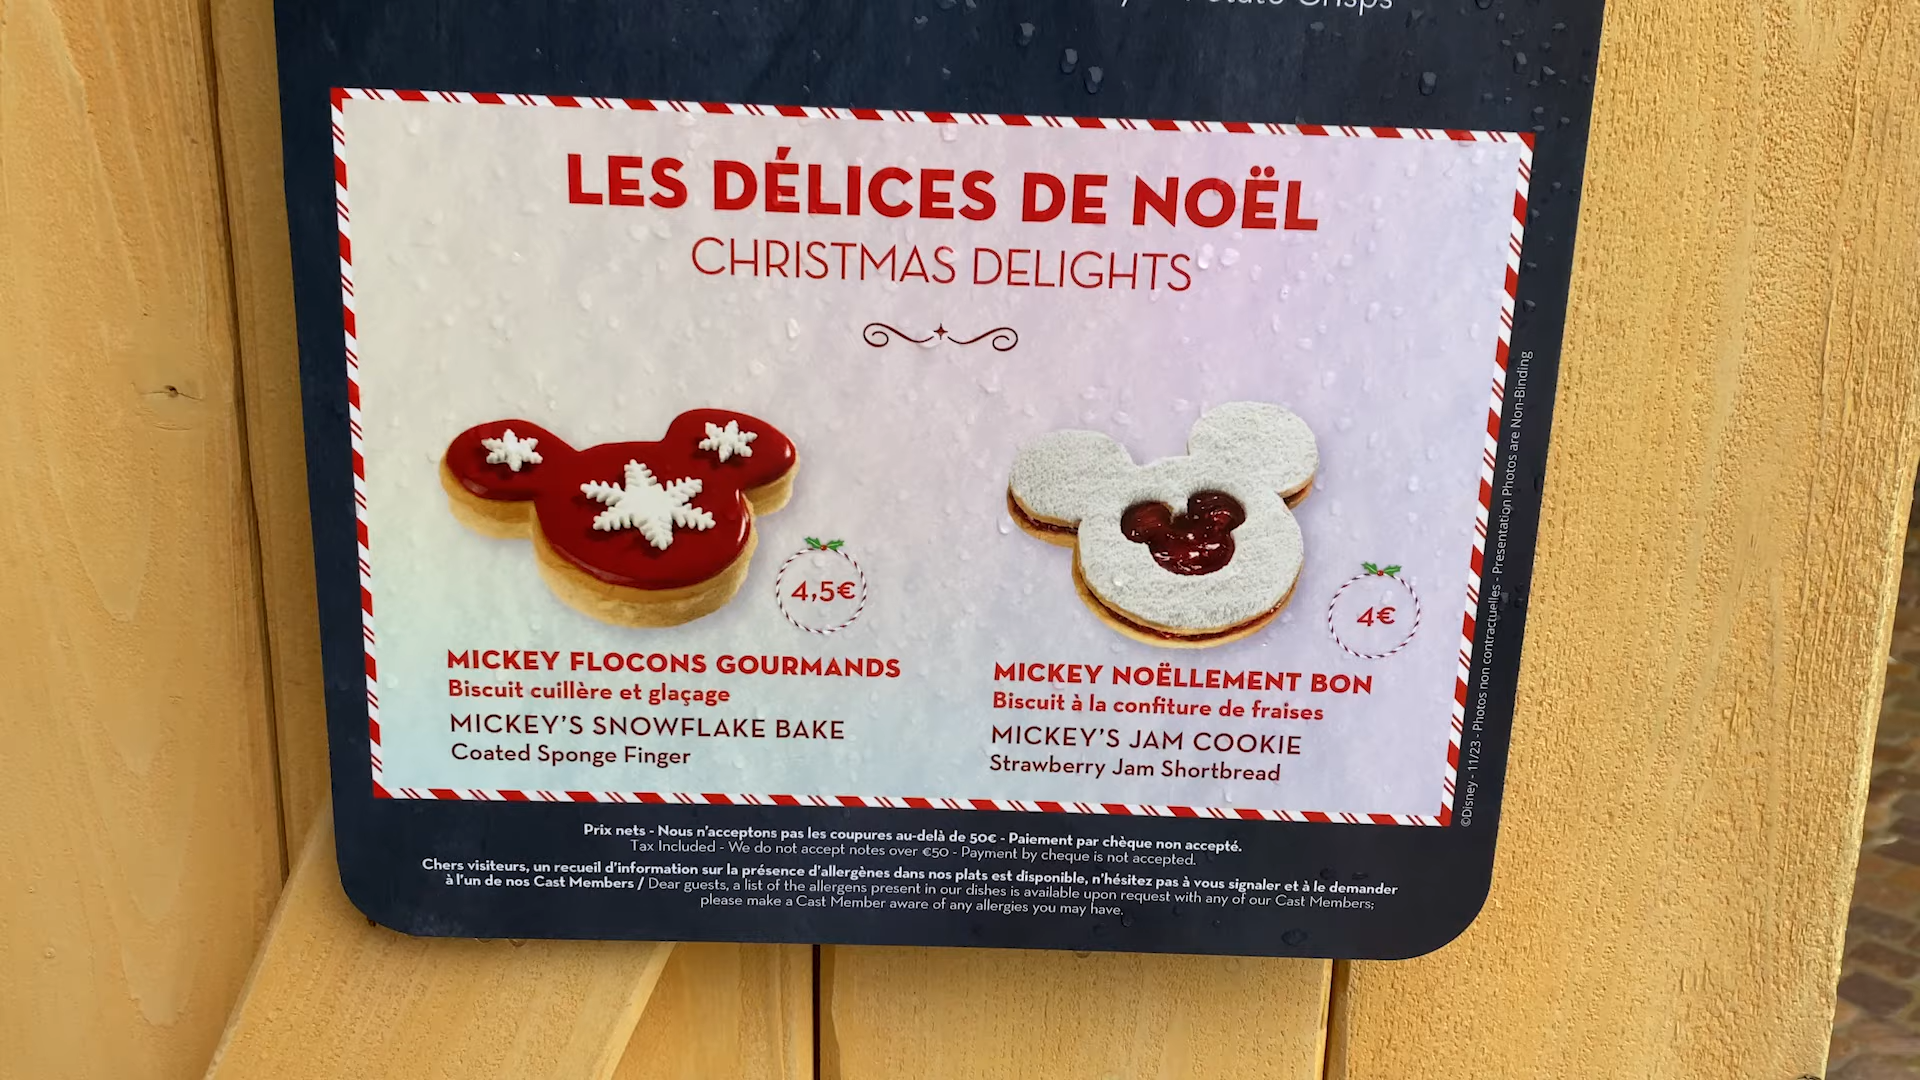 Crisps
LES DÉLICES DE NOËL
CHRISTMAS DELIGHTS
4,5€
4€
MICKEY FLOCONS GOURMANDS
Biscuit cuillère et glaçage
MICKEY'S SNOWFLAKE BAKE
Coated Sponge Finger
MICKEY NOËLLEMENT BON
Biscuit à la confiture de fraises
MICKEY'S JAM COOKIE
Strawberry Jam Shortbread
©Disney - 11/23 - Photos non contractuelles - Presentation Photos are Non-Binding
Prix nets - Nous n'acceptons pas les coupures au-delà de 50€ - Paiement par chèque non accepté.
Tax Included - We do not accept notes over €50 - Payment by cheque is not accepted.
Chers visiteurs, un recueil d'information sur la présence d'allergènes dans nos plats est disponible, n'hésitez pas à vous signaler et à le demander
à l'un de nos Cast Members / Dear guests, a list of the allergens present in our dishes is available upon request with any of our Cast Members;
please make a Cast Member aware of any allergies you may have.